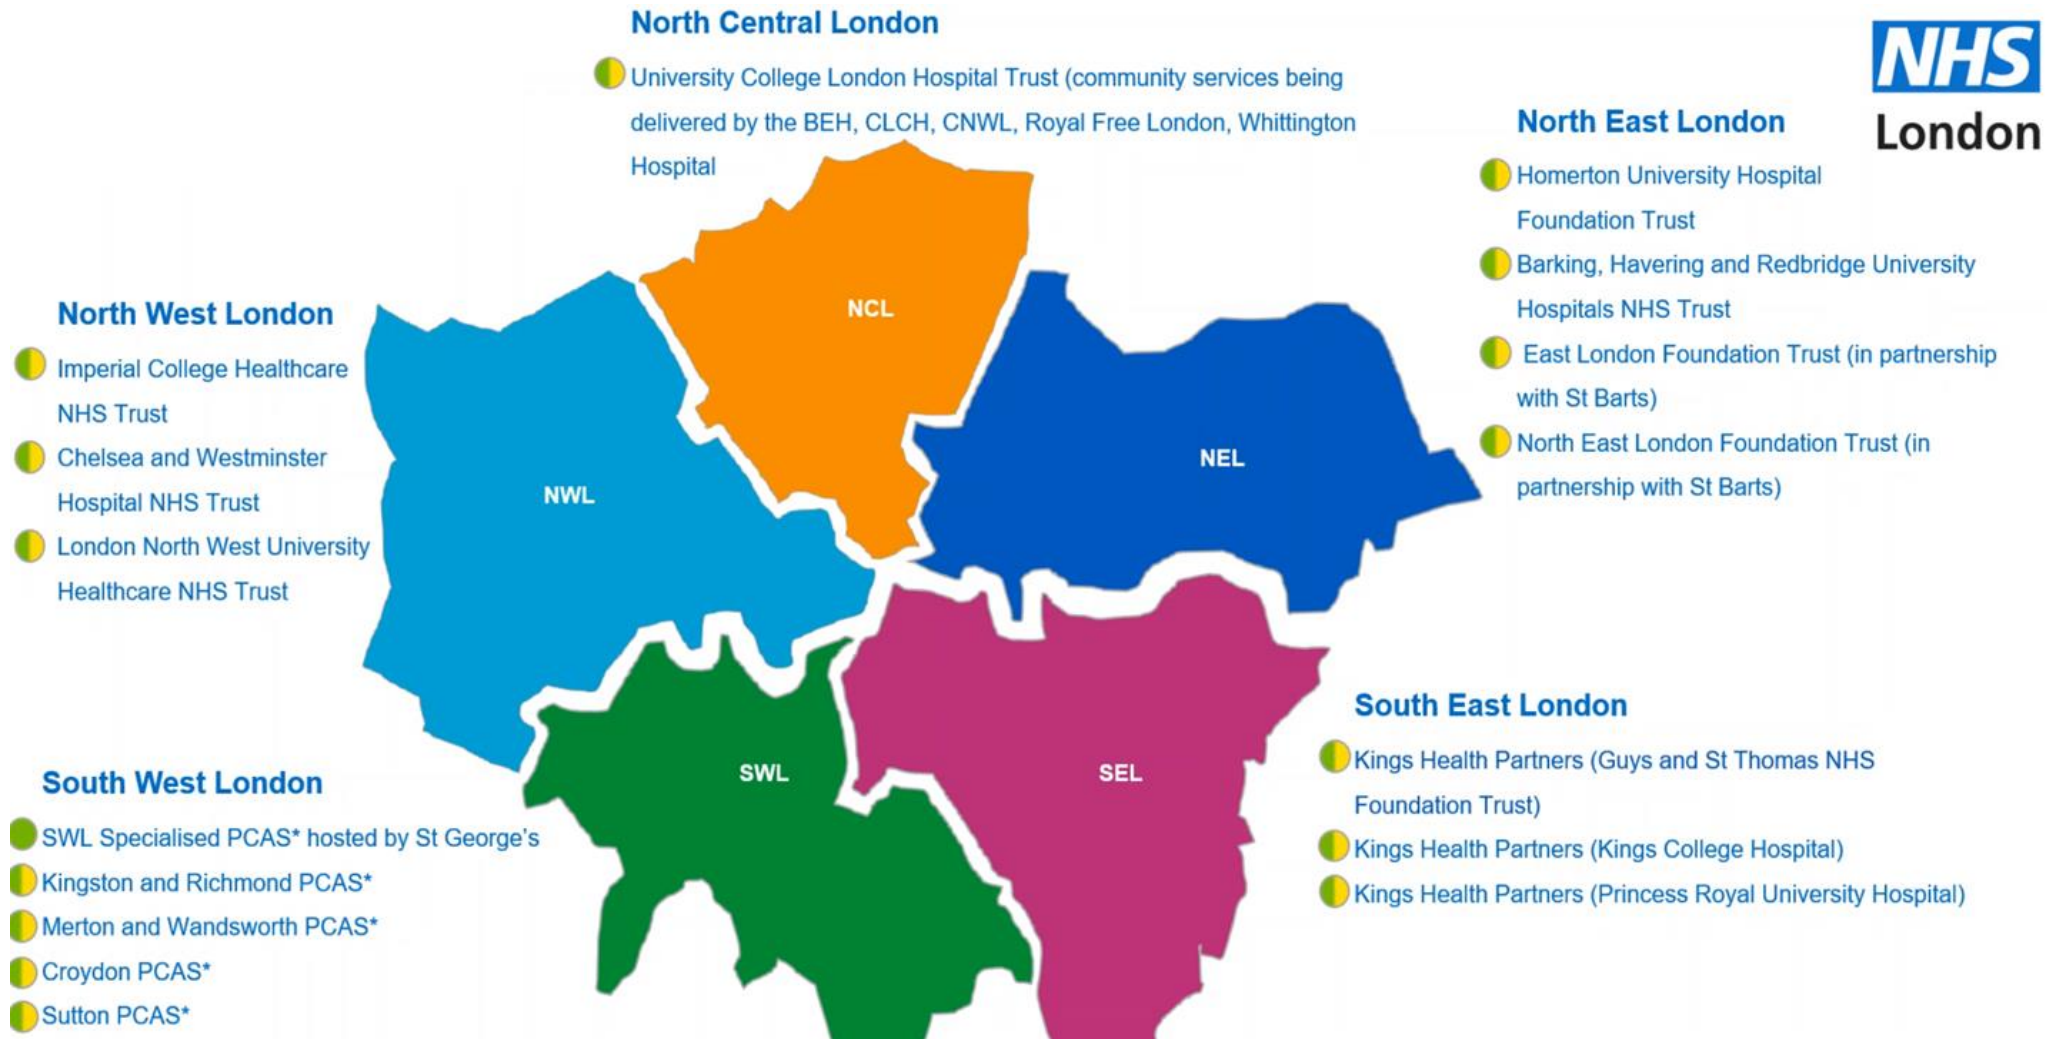 North Central London
University College London Hospital Trust (community services being
delivered by the BEH, CLCH, CNWL, Royal Free London, Whittington
Hospital
NHS
London
North East London
Homerton University Hospital
Foundation Trust
Barking, Havering and Redbridge University
Hospitals NHS Trust
East London Foundation Trust (in partnership
with St Barts)
North East London Foundation Trust (in
partnership with St Barts)
North West London
Imperial College Healthcare
NHS Trust
Chelsea and Westminster
Hospital NHS Trust
London North West University
Healthcare NHS Trust
NCL
NEL
NWL
SWL
SEL
South West London
SWL Specialised PCAS* hosted by St George's
Kingston and Richmond PCAS*
Merton and Wandsworth PCAS*
Croydon PCAS*
Sutton PCAS*
South East London
Kings Health Partners (Guys and St Thomas NHS
Foundation Trust)
Kings Health Partners (Kings College Hospital)
Kings Health Partners (Princess Royal University Hospital)